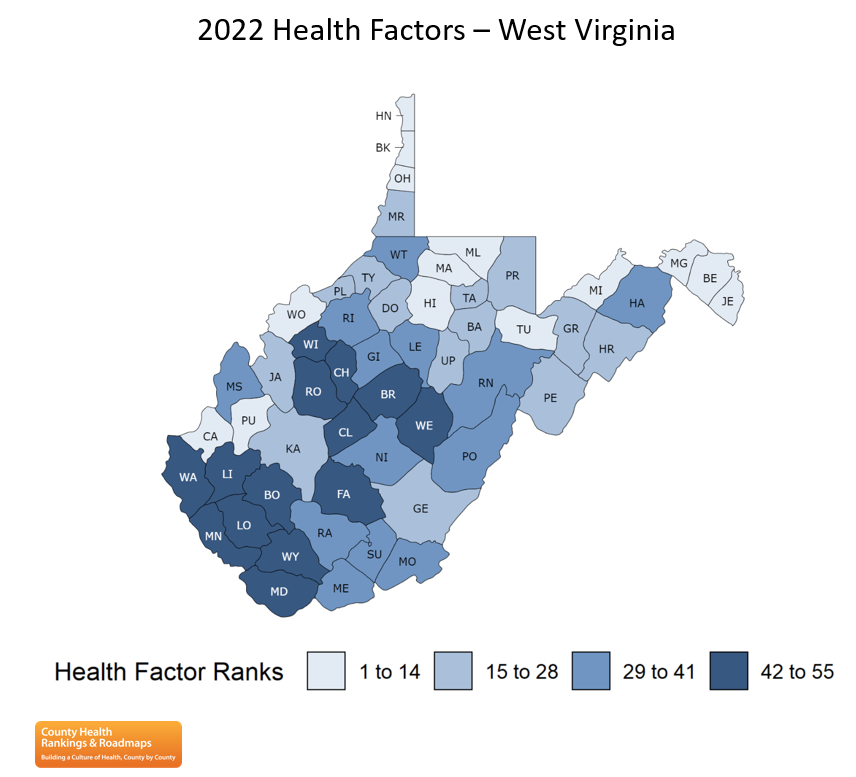 2022 Health Factors – West Virginia
HN
BK
OH
MR
WT
ML
MA
PR
MG
BE
JE
TY
PL
DO
HI
TA
MI
HA
WO
RI
BA
TU
GR
HR
WI
GI
LE
UP
CH
JA
RO
BR
RN
MS
PE
PU
CA
CL
WE
KA
NI
PO
WA
LI
BO
FA
GE
LO
MN
RA
WY
SU
MO
MD
ME
Health Factor Ranks 1 to 14 15 to 28 29 to 41 42 to 55
County Health
Rankings & Roadmaps
Building a Culture of Health, County by County